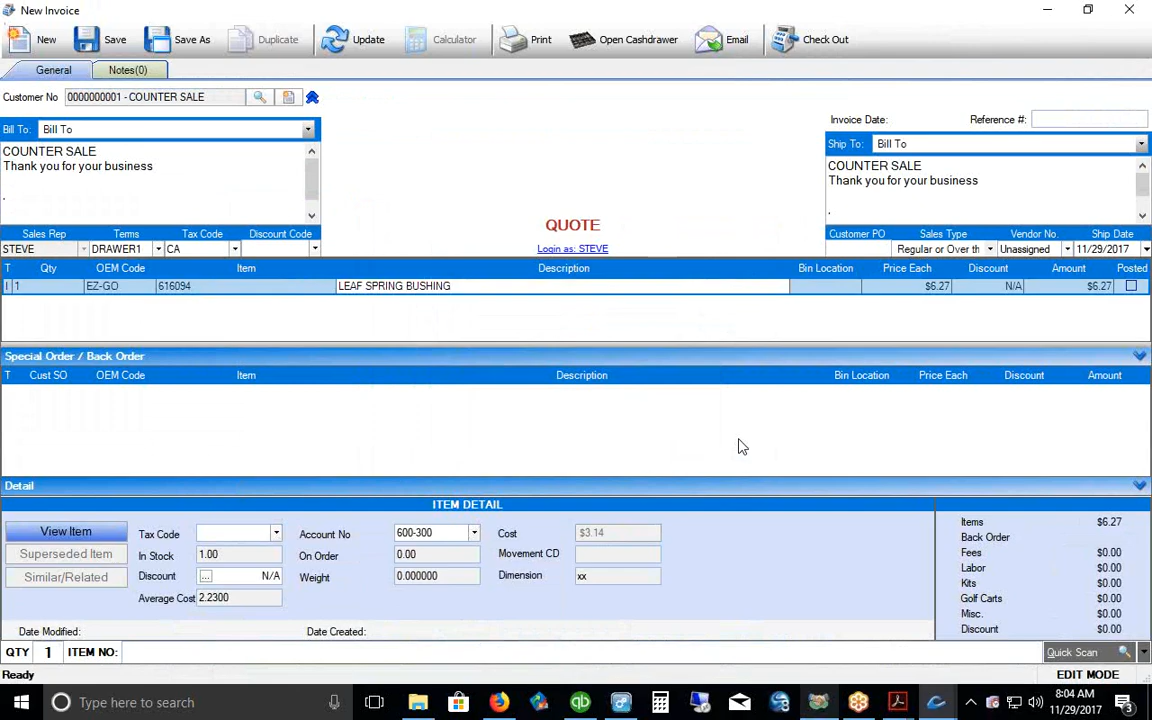 New Invoice
New Save Save As Duplicate Update Calculator Print Open Cashdrawer Email Check Out
General Notes(0)
Customer No 0000000001 - COUNTER SALE
Invoice Date: Reference #:
Bill To: Bill To
Ship To: Bill To
COUNTER SALE
Thank you for your business
.
COUNTER SALE
Thank you for your business
.
QUOTE
Login as: STEVE
Sales Rep Terms Tax Code Discount Code
STEVE DRAWER1 CA
Customer PO Sales Type Vendor No. Ship Date
Regular or Over th Unassigned 11/29/2017
T Qty OEM Code Item Description Bin Location Price Each Discount Amount Posted
I 1 EZ-GO 616094 LEAF SPRING BUSHING $6.27 N/A $6.27
Special Order / Back Order
T Cust SO OEM Code Item Description Bin Location Price Each Discount Amount
Detail
ITEM DETAIL
View Item
Superseded Item
Similar/Related
Tax Code Account No 600-300 Cost $3.14
In Stock 1.00 On Order 0.00 Movement CD
Discount ... N/A Weight 0.000000 Dimension xx
Average Cost 2.2300
Date Modified: Date Created:
Items $6.27
Back Order
Fees $0.00
Labor $0.00
Kits $0.00
Golf Carts $0.00
Misc. $0.00
Discount $0.00
QTY 1 ITEM NO: Quick Scan
Ready EDIT MODE
Type here to search
8:04 AM
11/29/2017
3